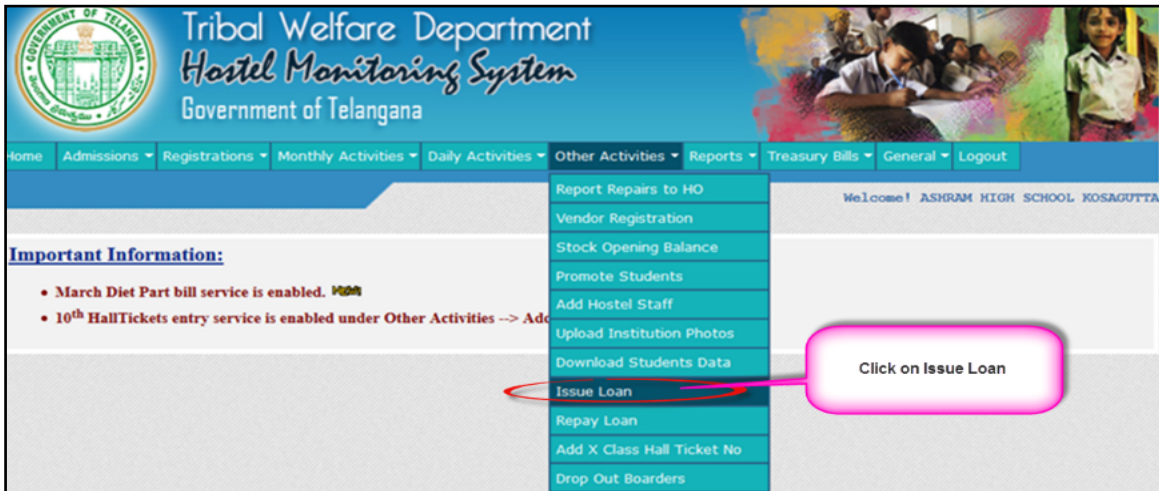 GOVERNMENT OF TELANGANA
Tribal Welfare Department
Hostel Monitoring System
Government of Telangana
Home Admissions Registrations Monthly Activities Daily Activities Other Activities Reports Treasury Bills General Logout
Welcome! ASHRAM HIGH SCHOOL KOSAGUTTA
Report Repairs to HO
Vendor Registration
Stock Opening Balance
Promote Students
Add Hostel Staff
Upload Institution Photos
Download Students Data
Issue Loan
Repay Loan
Add X Class Hall Ticket No
Drop Out Boarders
Important Information:
• March Diet Part bill service is enabled.
• 10th HallTickets entry service is enabled under Other Activities -->
Click on Issue Loan